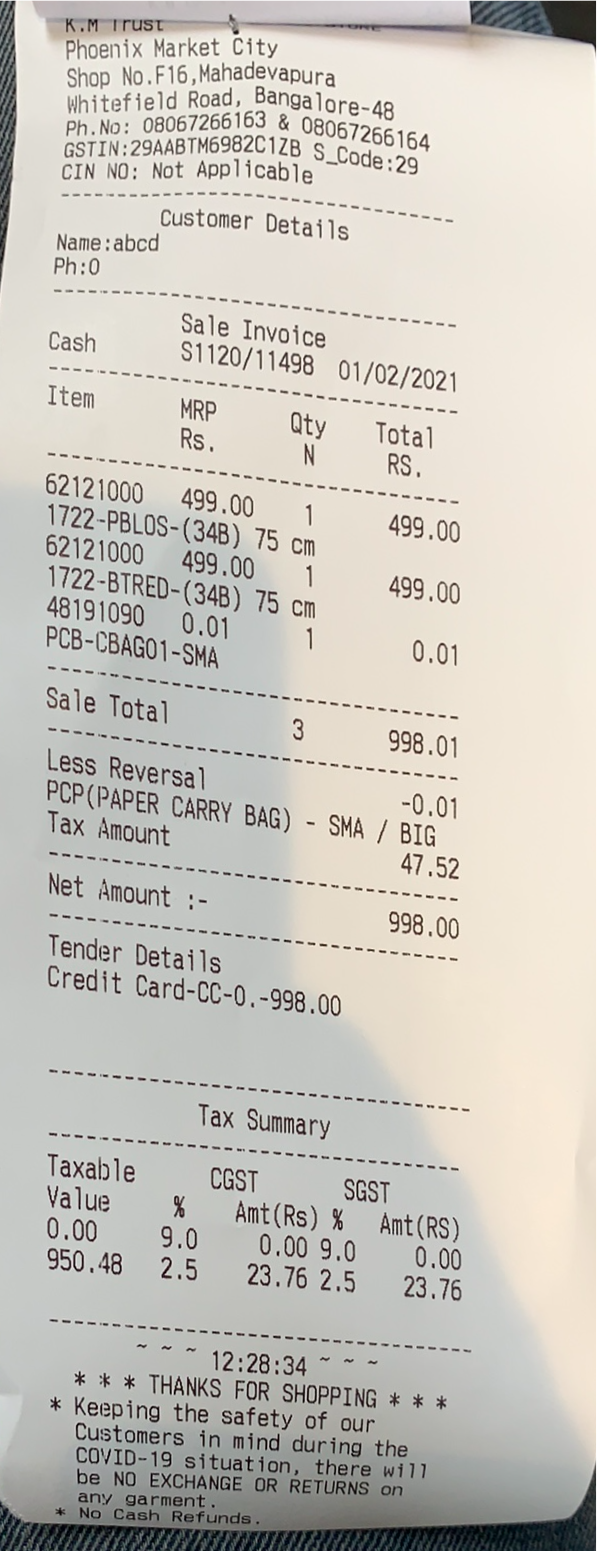 K.M Trust
Phoenix Market City
Shop No.F16,Mahadevapura
Whitefield Road, Bangalore-48
Ph.No: 08067266163 & 08067266164
GSTIN:29AABTM6982C1ZB S_Code:29
CIN NO: Not Applicable
Customer Details
Name:abcd
Ph:0
Sale Invoice
Cash S1120/11498 01/02/2021
Item MRP Qty Total
Rs. N RS.
62121000 499.00 1 499.00
1722-PBLOS-(34B) 75 cm
62121000 499.00 1 499.00
1722-BTRED-(34B) 75 cm
48191090 0.01 1 0.01
PCB-CBAG01-SMA
Sale Total 3 998.01
Less Reversal -0.01
PCP(PAPER CARRY BAG) - SMA / BIG
Tax Amount 47.52
Net Amount :- 998.00
Tender Details
Credit Card-CC-0.-998.00
Tax Summary
Taxable CGST SGST
Value % Amt(Rs) % Amt(RS)
0.00 9.0 0.00 9.0 0.00
950.48 2.5 23.76 2.5 23.76
~ ~ ~ 12:28:34 ~ ~ ~
* * * THANKS FOR SHOPPING * * *
* Keeping the safety of our
Customers in mind during the
COVID-19 situation, there will
be NO EXCHANGE OR RETURNS on
any garment.
* No Cash Refunds.